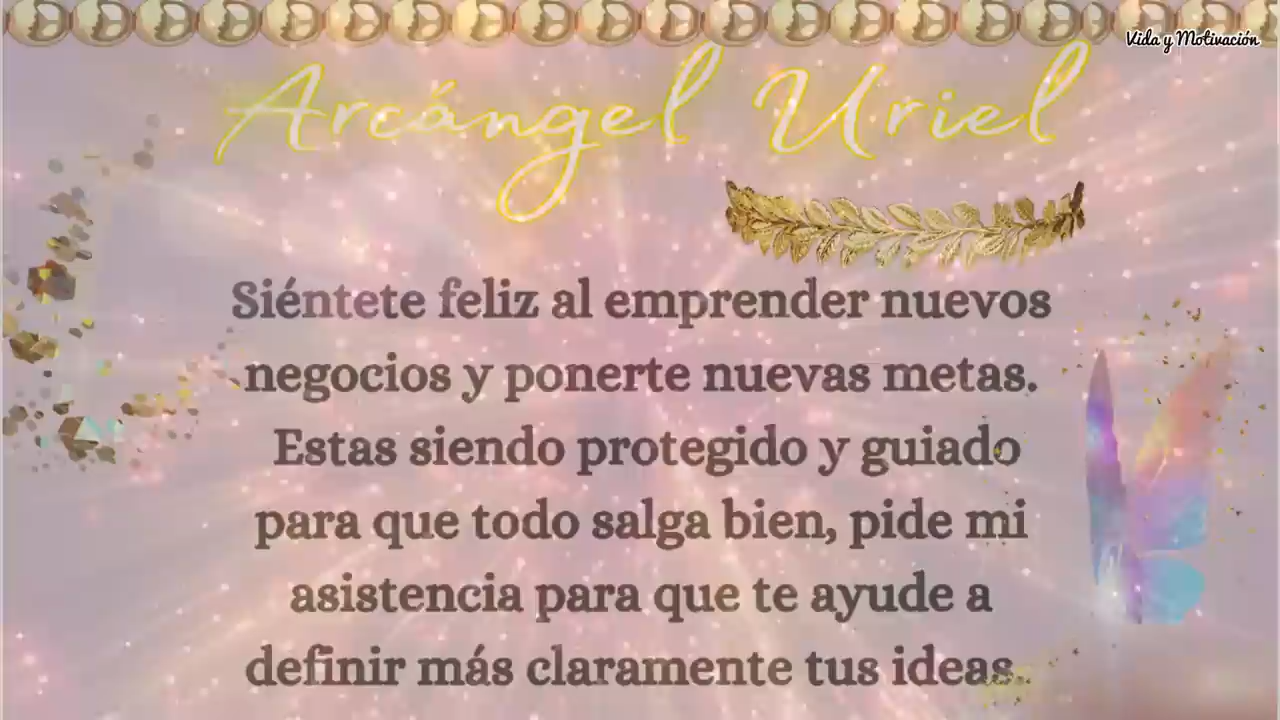 Vida y Motivación
Arcángel Uriel
Siéntete feliz al emprender nuevos
negocios y ponerte nuevas metas.
Estas siendo protegido y guiado
para que todo salga bien, pide mi
asistencia para que te ayude a
definir más claramente tus ideas.